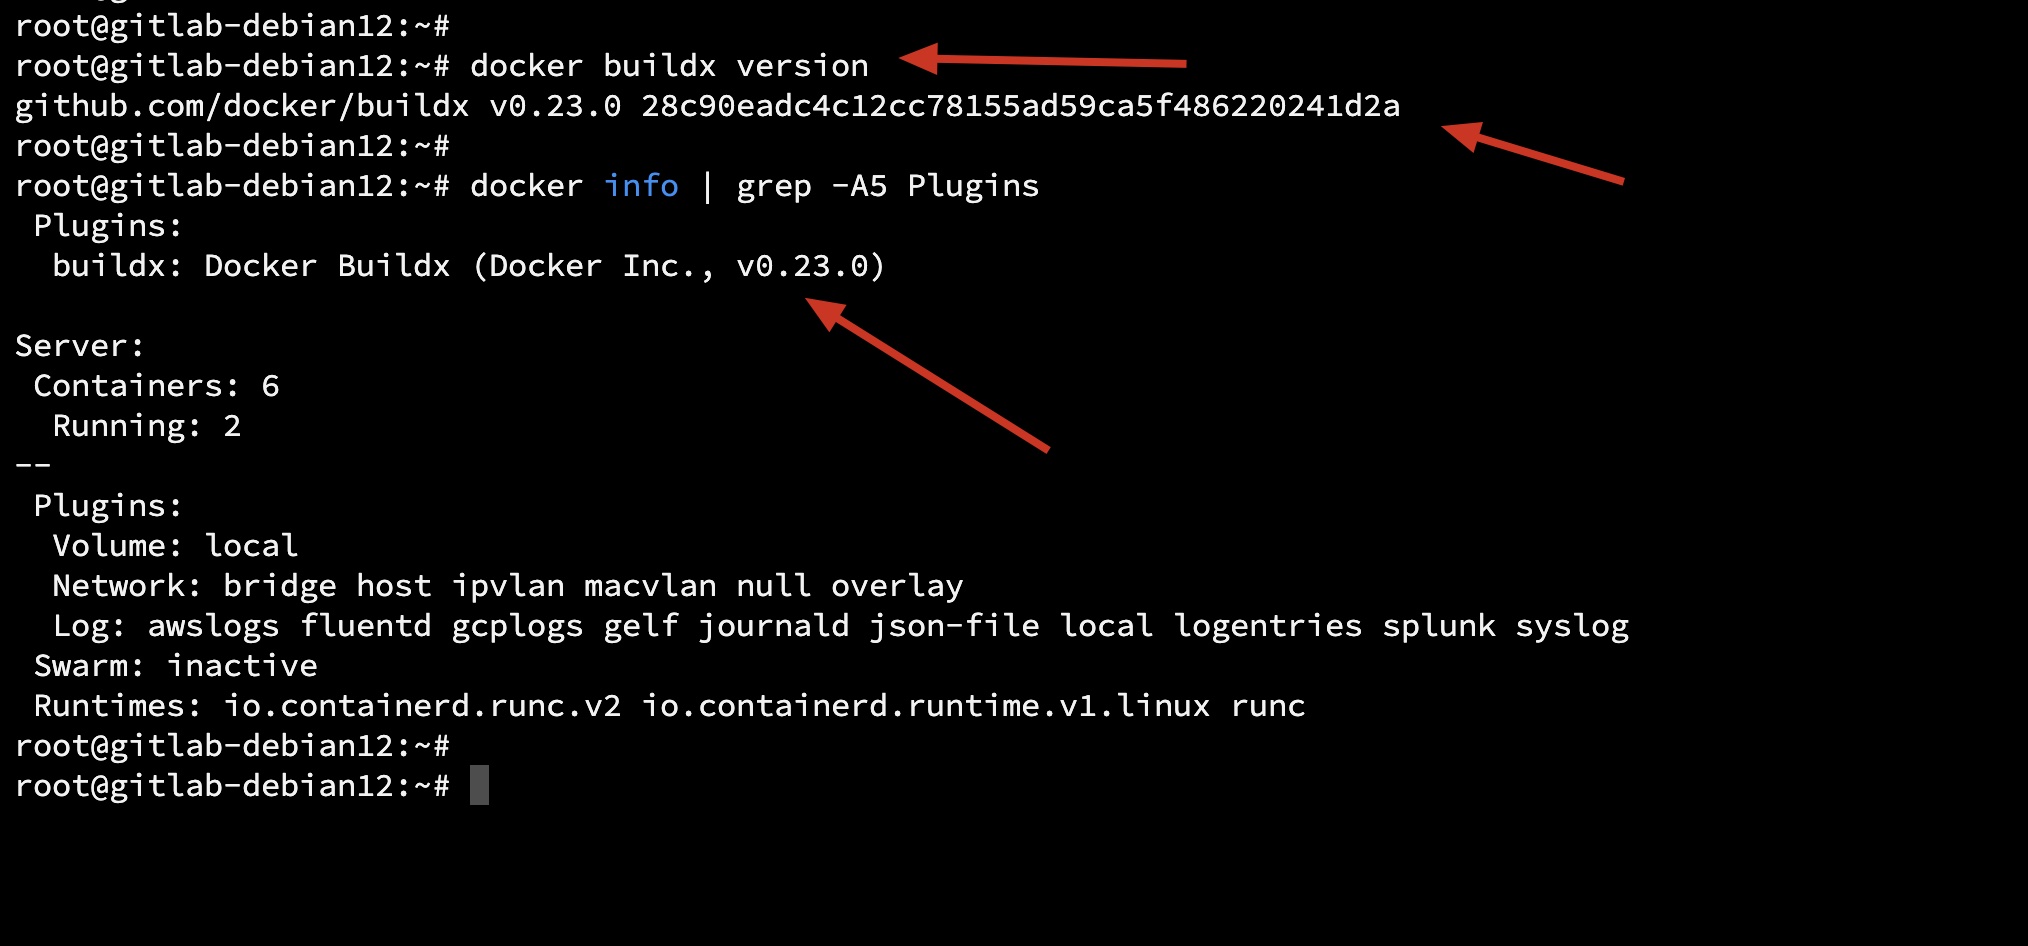 root@gitlab-debian12:~#
root@gitlab-debian12:~# docker buildx version
github.com/docker/buildx v0.23.0 28c90eadc4c12cc78155ad59ca5f486220241d2a
root@gitlab-debian12:~#
root@gitlab-debian12:~# docker info | grep -A5 Plugins
 Plugins:
  buildx: Docker Buildx (Docker Inc., v0.23.0)

Server:
 Containers: 6
  Running: 2
--
 Plugins:
  Volume: local
  Network: bridge host ipvlan macvlan null overlay
  Log: awslogs fluentd gcplogs gelf journald json-file local logentries splunk syslog
 Swarm: inactive
 Runtimes: io.containerd.runc.v2 io.containerd.runtime.v1.linux runc
root@gitlab-debian12:~#
root@gitlab-debian12:~#